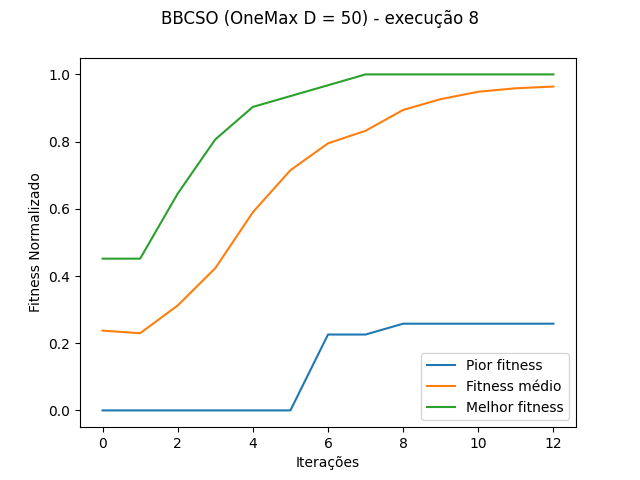 BBCSO (OneMax D = 50) - execução 8
Fitness Normalizado
1.0
0.8
0.6
0.4
0.2
0.0
0 2 4 6 8 10 12
Iterações
Pior fitness
Fitness médio
Melhor fitness